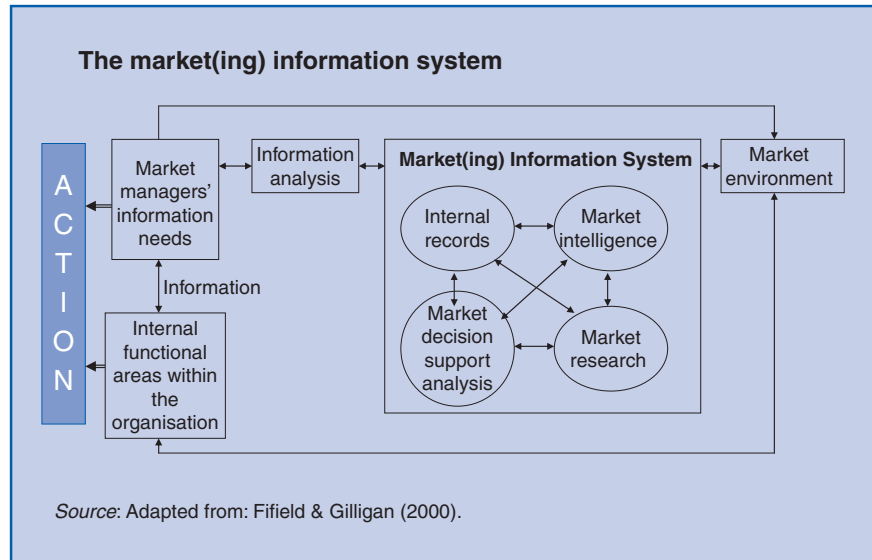 The market(ing) information system
A
C
T
I
O
N
Market
managers'
information
needs
Information
analysis
Market(ing) Information System
Internal
records
Market
intelligence
Market
decision
support
analysis
Market
research
Market
environment
Information
Internal
functional
areas within
the
organisation
Source: Adapted from: Fifield & Gilligan (2000).